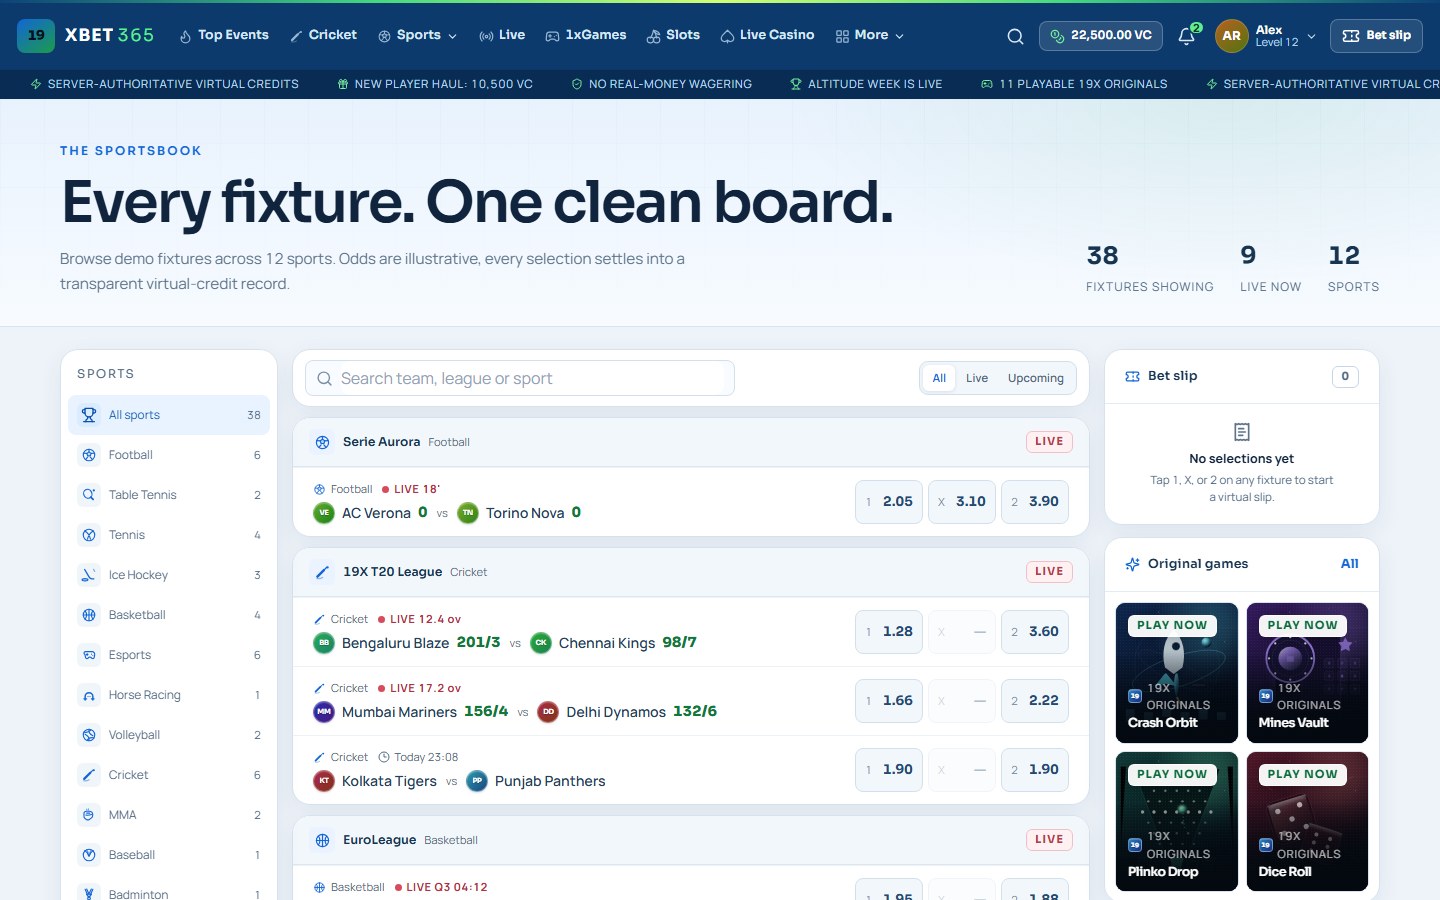 19 XBET 365 Top Events Cricket Sports Live 1xGames Slots Live Casino More 22,500.00 VC 2 AR Alex Level 12 Bet slip
SERVER-AUTHORITATIVE VIRTUAL CREDITS NEW PLAYER HAUL: 10,500 VC NO REAL-MONEY WAGERING ALTITUDE WEEK IS LIVE 11 PLAYABLE 19X ORIGINALS SERVER-AUTHORITATIVE VIRTUAL CR
THE SPORTSBOOK
Every fixture. One clean board.
Browse demo fixtures across 12 sports. Odds are illustrative, every selection settles into a
transparent virtual-credit record.
38 9 12
FIXTURES SHOWING LIVE NOW SPORTS
SPORTS
All sports 38
Football 6
Table Tennis 2
Tennis 4
Ice Hockey 3
Basketball 4
Esports 6
Horse Racing 1
Volleyball 2
Cricket 6
MMA 2
Baseball 1
Badminton 1
Search team, league or sport All Live Upcoming
Serie Aurora Football LIVE
Football LIVE 18'
VE AC Verona 0 vs TN Torino Nova 0 1 2.05 X 3.10 2 3.90
19X T20 League Cricket LIVE
Cricket LIVE 12.4 ov
BB Bengaluru Blaze 201/3 vs CK Chennai Kings 98/7 1 1.28 X — 2 3.60
Cricket LIVE 17.2 ov
MM Mumbai Mariners 156/4 vs DD Delhi Dynamos 132/6 1 1.66 X — 2 2.22
Cricket Today 23:08
KT Kolkata Tigers vs PP Punjab Panthers 1 1.90 X — 2 1.90
EuroLeague Basketball LIVE
Basketball LIVE Q3 04:12
1 1.95 X — 2 1.88
Bet slip 0
No selections yet
Tap 1, X, or 2 on any fixture to start
a virtual slip.
Original games All
PLAY NOW
19 19X
ORIGINALS
Crash Orbit
PLAY NOW
19 19X
ORIGINALS
Mines Vault
PLAY NOW
19 19X
ORIGINALS
Plinko Drop
PLAY NOW
19 19X
ORIGINALS
Dice Roll